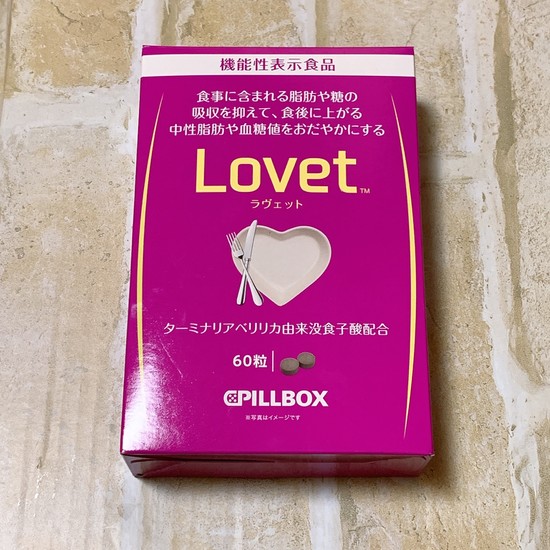 機能性表示食品
食事に含まれる脂肪や糖の
吸収を抑えて、食後に上がる
中性脂肪や血糖値をおだやかにする
Lovet™
ラヴェット
ターミナリアベリリカ由来没食子酸配合
60粒
PILLBOX
※写真はイメージです